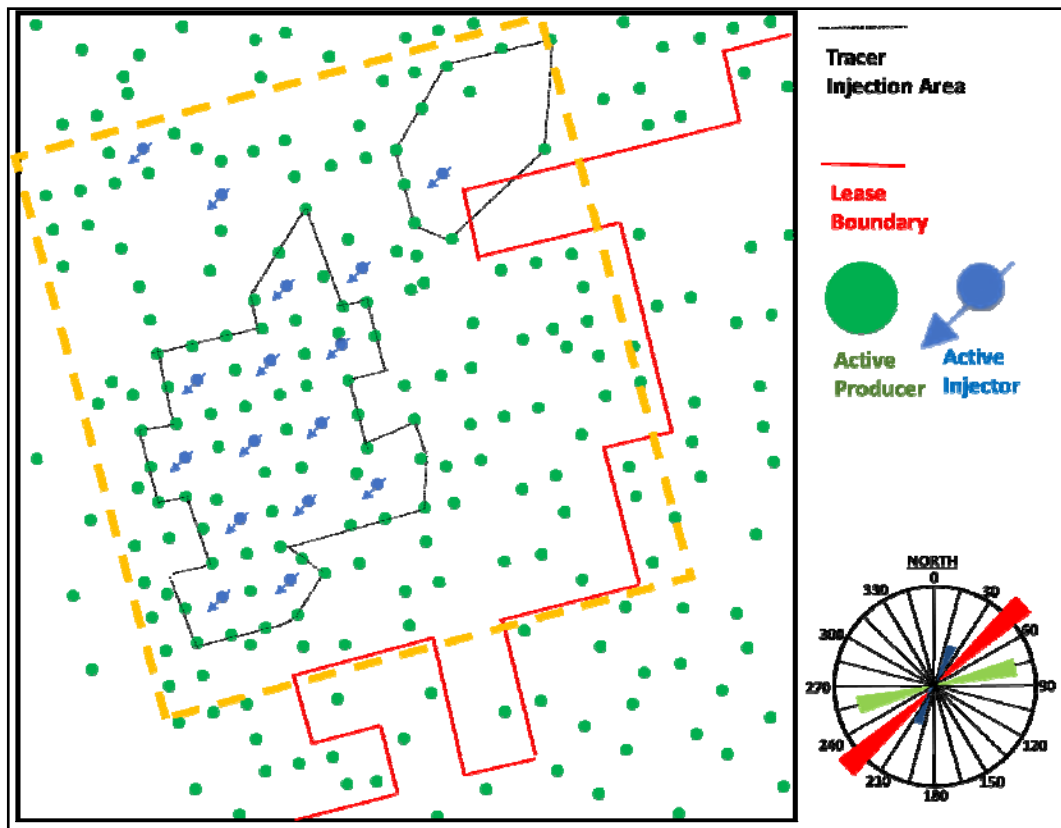 Tracer
Injection Area
Lease
Boundary
Active
Producer
Active
Injector
NORTH
0
330
30
300
60
270
90
240
120
210
150
180